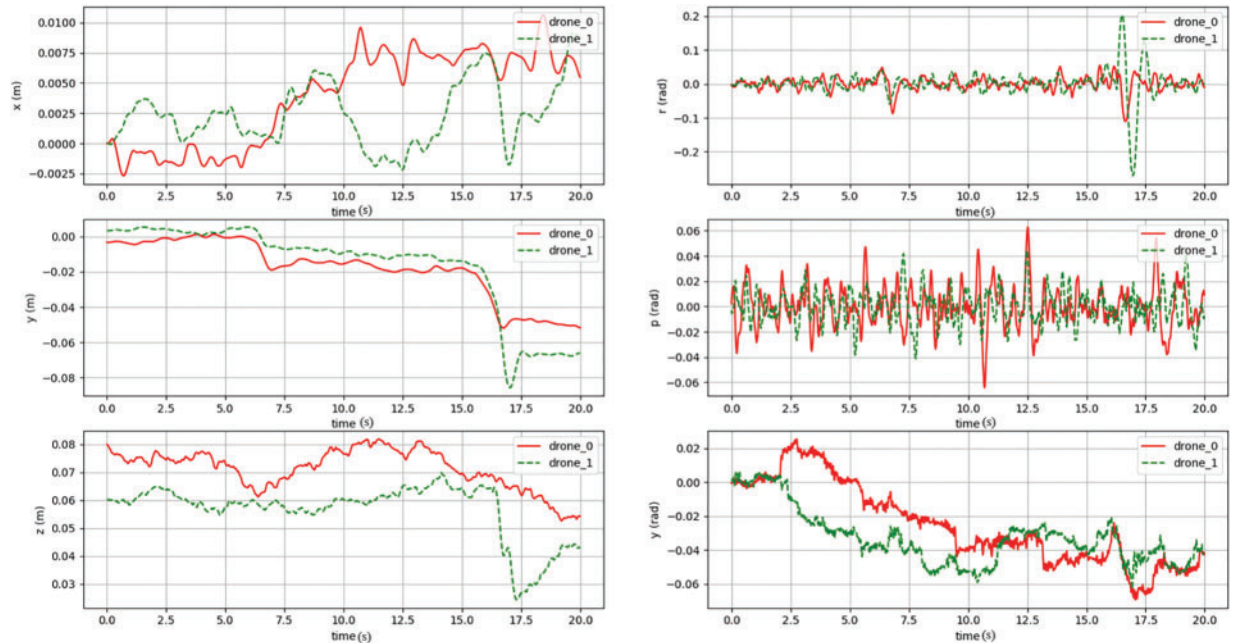 0.0100
0.0075
0.0050
0.0025
0.0000
−0.0025
x (m)
drone_0
drone_1
0.0 2.5 5.0 7.5 10.0 12.5 15.0 17.5 20.0
time(s)
0.2
0.1
0.0
−0.1
−0.2
r (rad)
drone_0
drone_1
0.0 2.5 5.0 7.5 10.0 12.5 15.0 17.5 20.0
time(s)
0.00
−0.02
−0.04
−0.06
−0.08
y (m)
drone_0
drone_1
0.0 2.5 5.0 7.5 10.0 12.5 15.0 17.5 20.0
time (s)
0.06
0.04
0.02
0.00
−0.02
−0.04
−0.06
p (rad)
drone_0
drone_1
0.0 2.5 5.0 7.5 10.0 12.5 15.0 17.5 20.0
time (s)
0.08
0.07
0.06
0.05
0.04
0.03
z (m)
drone_0
drone_1
0.0 2.5 5.0 7.5 10.0 12.5 15.0 17.5 20.0
time(s)
0.02
0.00
−0.02
−0.04
−0.06
y (rad)
drone_0
drone_1
0.0 2.5 5.0 7.5 10.0 12.5 15.0 17.5 20.0
time (s)